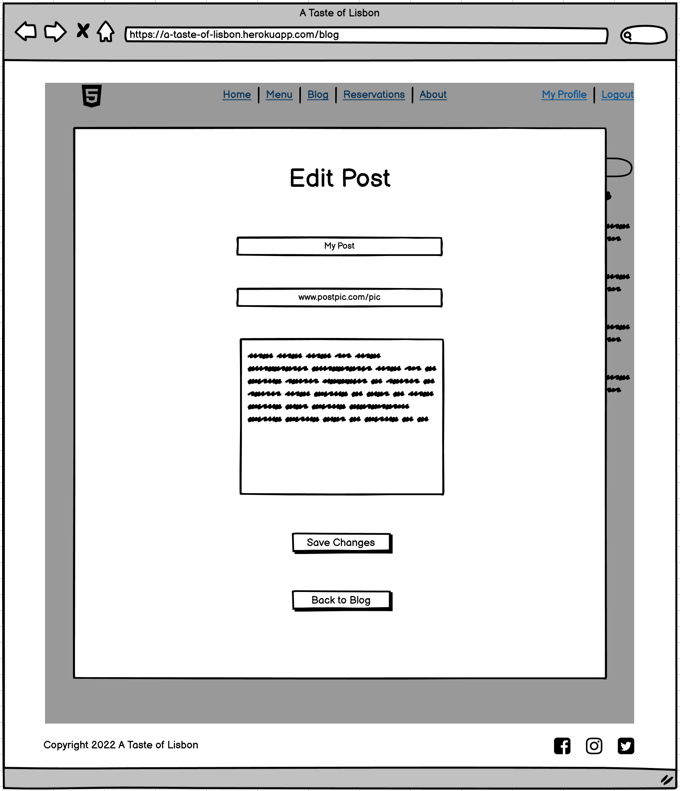 A Taste of Lisbon
https://a-taste-of-lisbon.herokuapp.com/blog
Home Menu Blog Reservations About My Profile Logout
Edit Post
My Post
www.postpic.com/pic
Save Changes
Back to Blog
Copyright 2022 A Taste of Lisbon